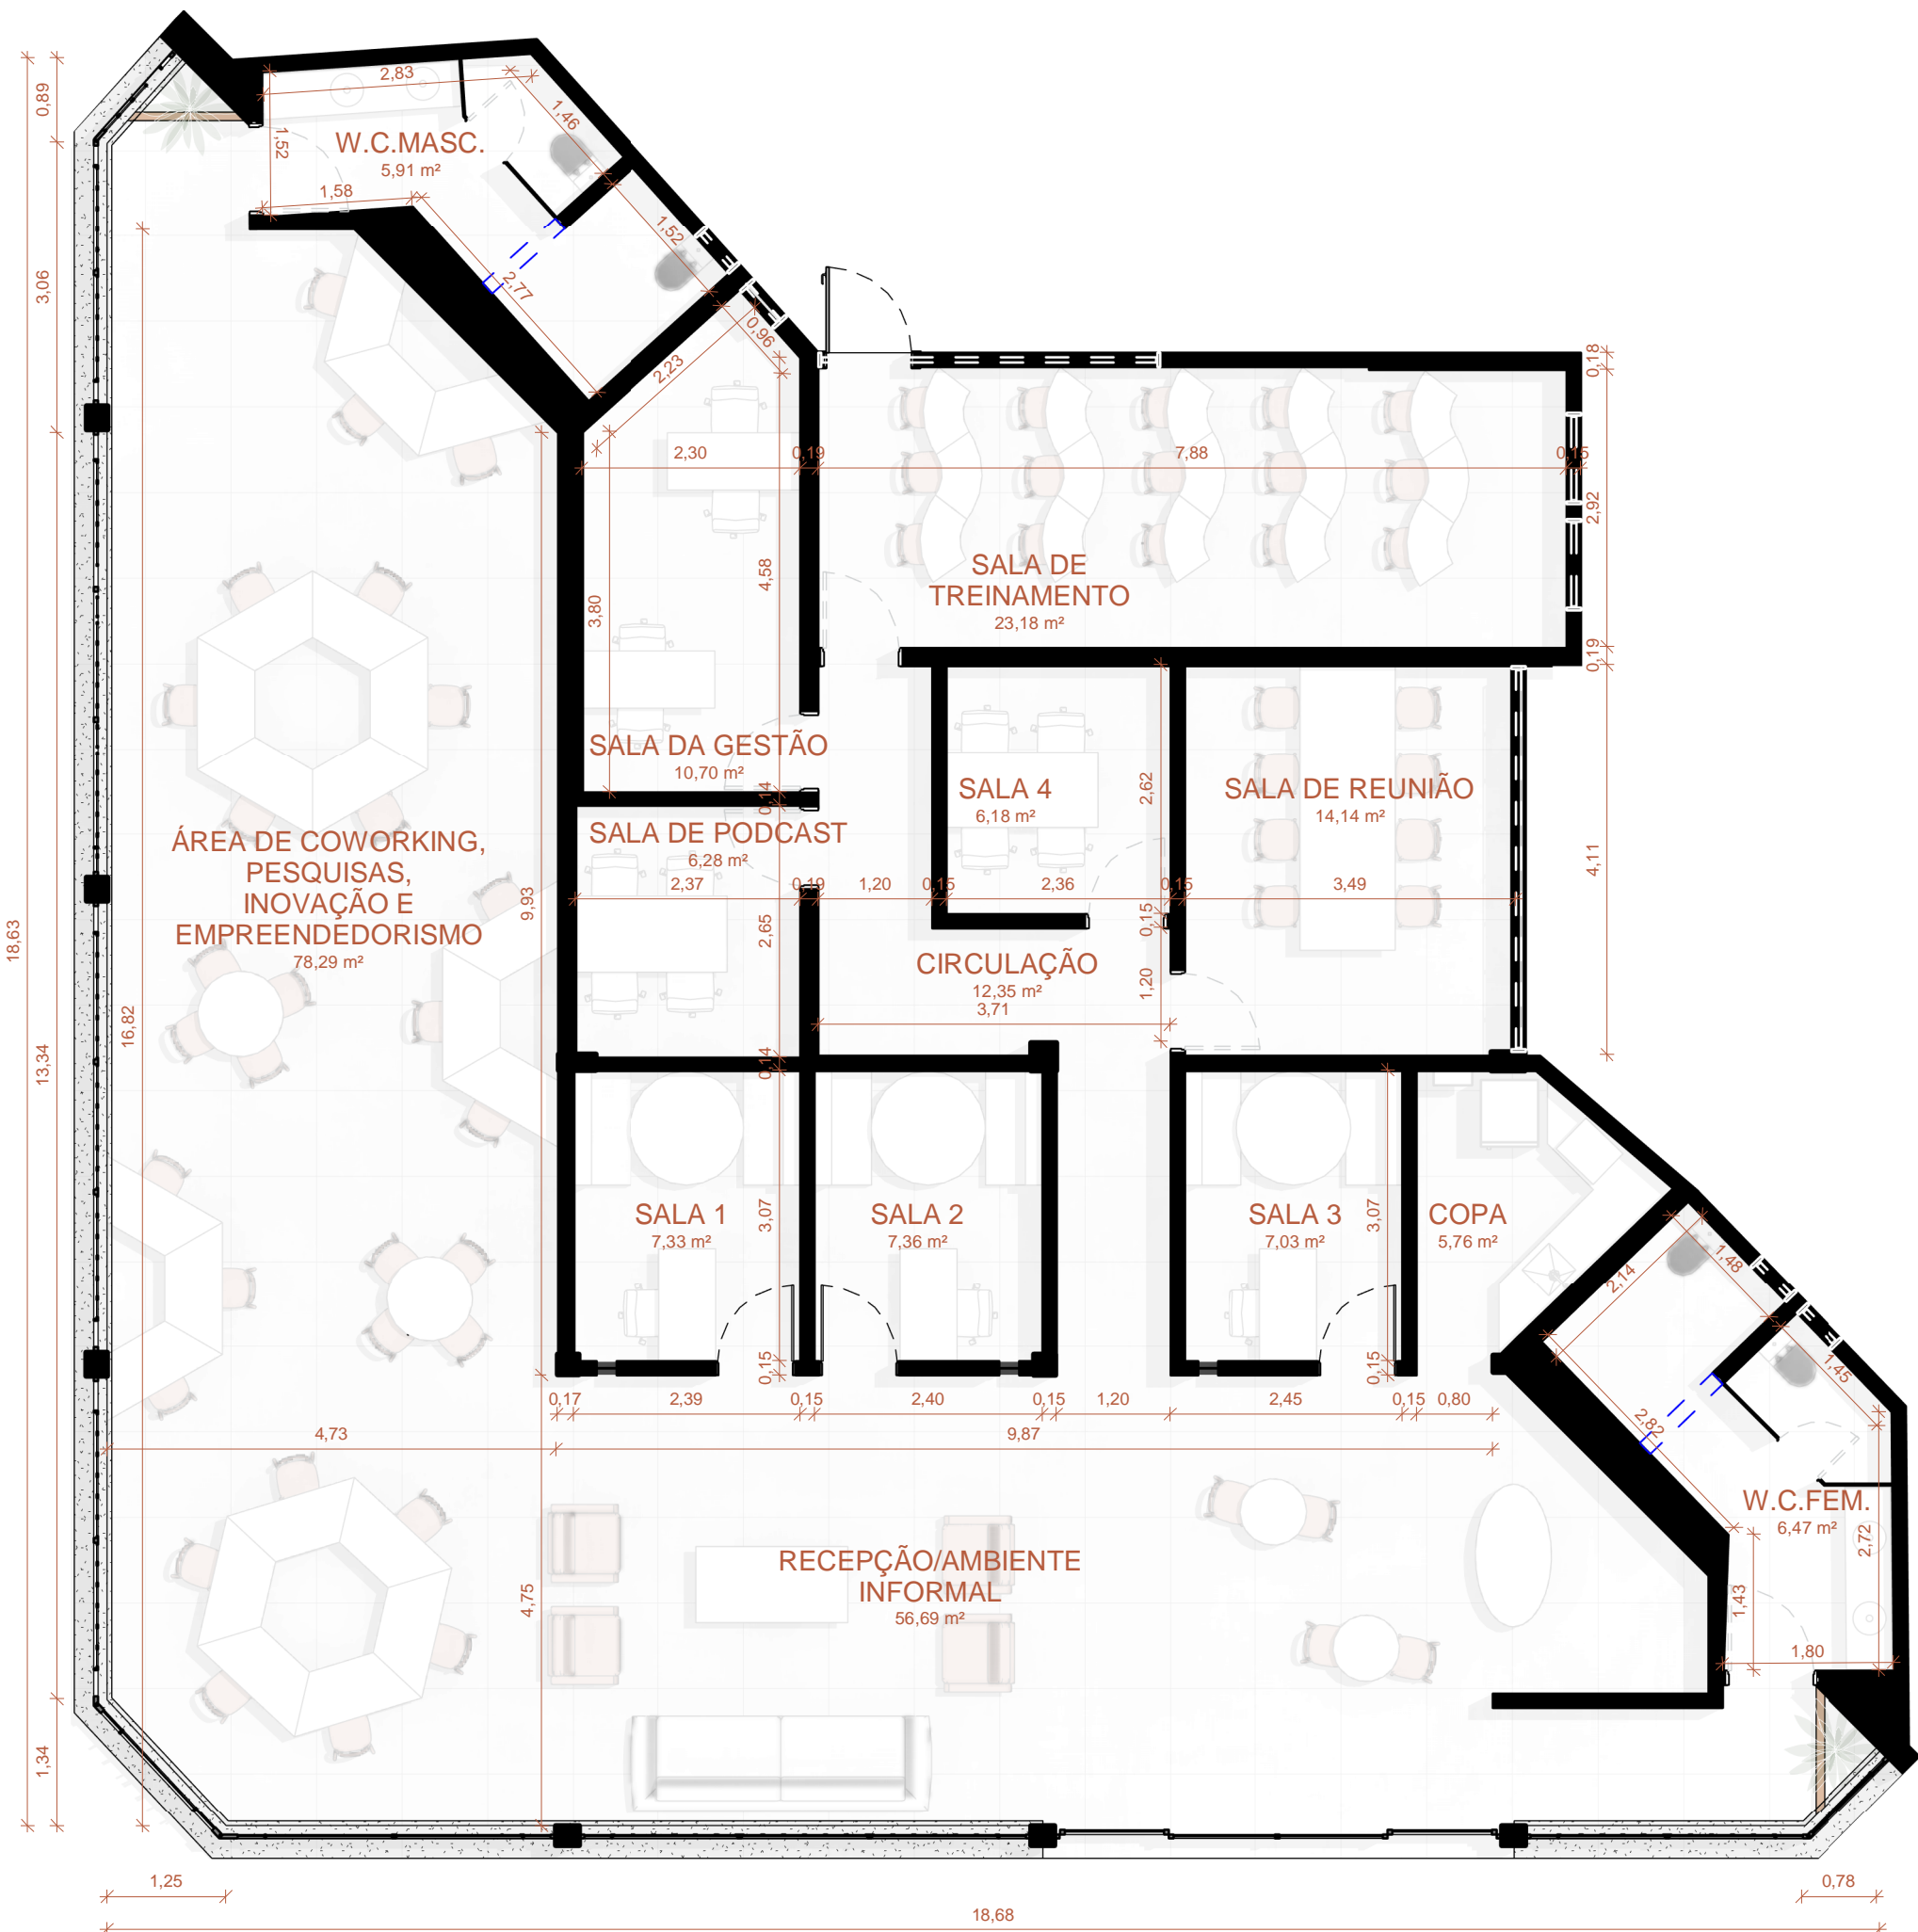 2,83
0,89
1,46
1,52
W.C.MASC.
5,91 m²
1,58
1,52
3,06
2,77
0,96
2,23
0,18
2,30
0,19
7,88
0,15
2,92
SALA DE
TREINAMENTO
23,18 m²
4,58
3,80
0,19
SALA DA GESTÃO
10,70 m²
0,14
SALA 4
6,18 m²
2,62
SALA DE REUNIÃO
14,14 m²
SALA DE PODCAST
6,28 m²
ÁREA DE COWORKING,
PESQUISAS,
INOVAÇÃO E
EMPREENDEDORISMO
78,29 m²
4,11
2,37
0,19
1,20
0,15
2,36
0,15
3,49
9,93
2,65
0,15
18,63
CIRCULAÇÃO
12,35 m²
3,71
1,20
16,82
13,34
0,14
SALA 1
7,33 m²
3,07
SALA 2
7,36 m²
SALA 3
7,03 m²
3,07
COPA
5,76 m²
1,48
2,14
0,15
0,15
1,45
0,17
2,39
0,15
2,40
0,15
1,20
2,45
0,15
0,80
2,82
4,73
9,87
W.C.FEM.
6,47 m²
2,72
RECEPÇÃO/AMBIENTE
INFORMAL
56,69 m²
4,75
1,43
1,80
1,34
1,25
0,78
18,68